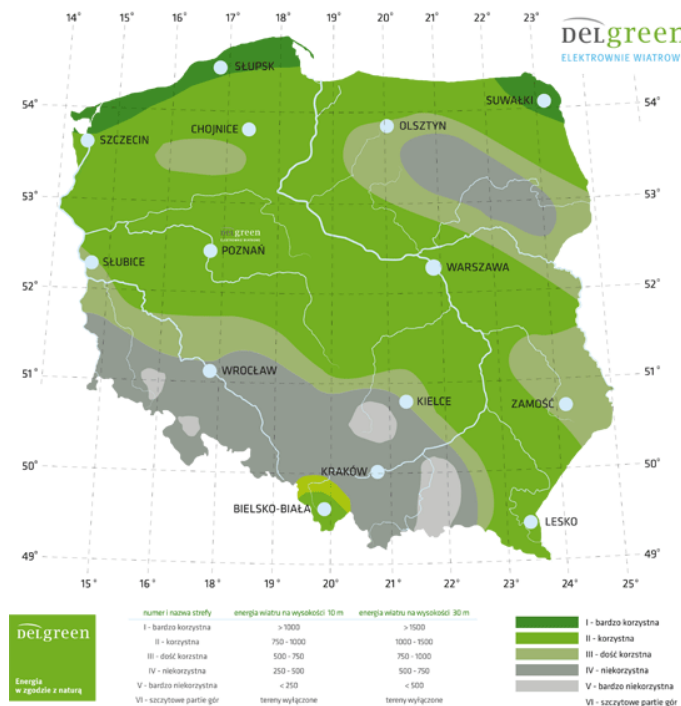 14° 15° 16° 17° 18° 19° 20° 21° 22° 23°
DELgreen
ELEKTROWNIE WIATROWE
SŁUPSK
54°
SUWAŁKI
54°
CHOJNICE
OLSZTYN
SZCZECIN
53°
53°
DELgreen
POZNAŃ
SŁUBICE
WARSZAWA
52°
52°
WROCŁAW
51°
51°
KIELCE
ZAMOŚĆ
50°
KRAKÓW
50°
BIELSKO-BIAŁA
LESKO
49°
49°
15° 16° 18° 19° 20° 21° 22° 23° 24° 25°
DELgreen
Energia
w zgodzie z naturą
numer i nazwa strefy energia wiatru na wysokości 10 m energia wiatru na wysokości 30 m
I - bardzo korzystna > 1000 > 1500
II - korzystna 750 - 1000 1000 - 1500
III - dość korzstna 500 - 750 750 - 1000
IV - niekorzystna 250 - 500 500 - 750
V - bardzo niekorzystna < 250 < 500
VI - szczytowe partie gór tereny wyłączone tereny wyłączone
I - bardzo korzystna
II - korzystna
III - dość korzstna
IV - niekorzystna
V - bardzo niekorzystna
VI - szczytowe partie gór